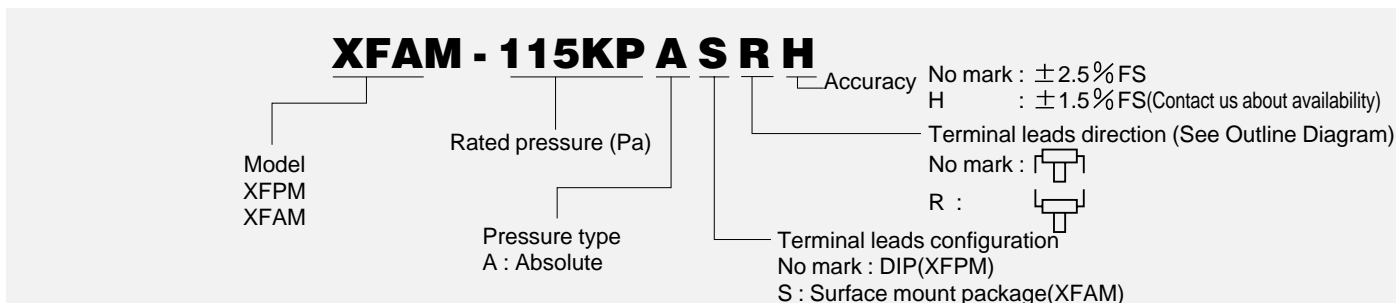 XFAM - 115KP A S R H
Accuracy
No mark : ±2.5%FS
H : ±1.5%FS(Contact us about availability)
Terminal leads direction (See Outline Diagram)
No mark :
R :
Rated pressure (Pa)
Model
XFPM
XFAM
Pressure type
A : Absolute
Terminal leads configuration
No mark : DIP(XFPM)
S : Surface mount package(XFAM)